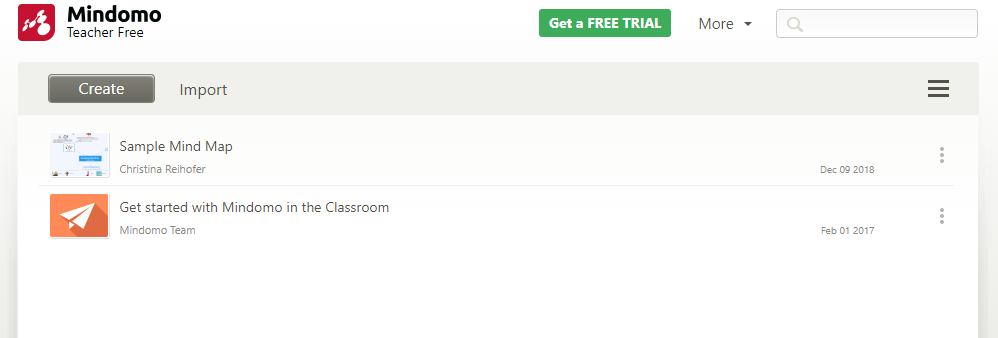 Mindomo
Teacher Free
Get a FREE TRIAL
More
Create
Import
Sample Mind Map
Christina Reihofer
Dec 09 2018
Get started with Mindomo in the Classroom
Mindomo Team
Feb 01 2017